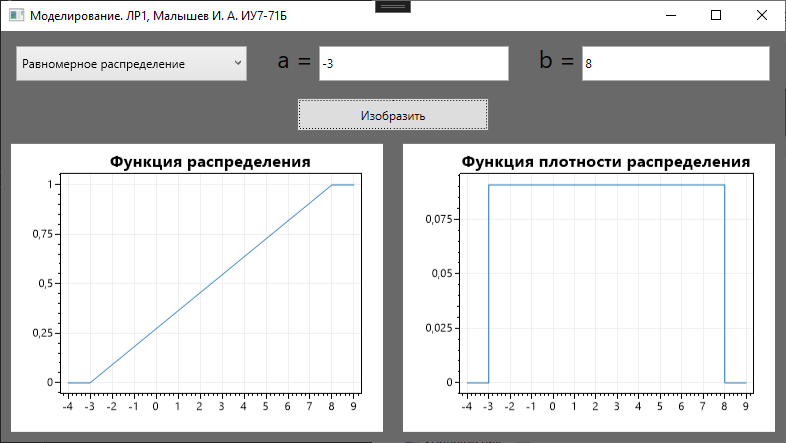 Моделирование. ЛР1, Малышев И. А. ИУ7-71Б
Равномерное распределение
a =
-3
b =
8
Изобразить
Функция распределения
1
0,75
0,5
0,25
0
-4 -3 -2 -1 0 1 2 3 4 5 6 7 8 9
Функция плотности распределения
0,075
0,05
0,025
0
-4 -3 -2 -1 0 1 2 3 4 5 6 7 8 9